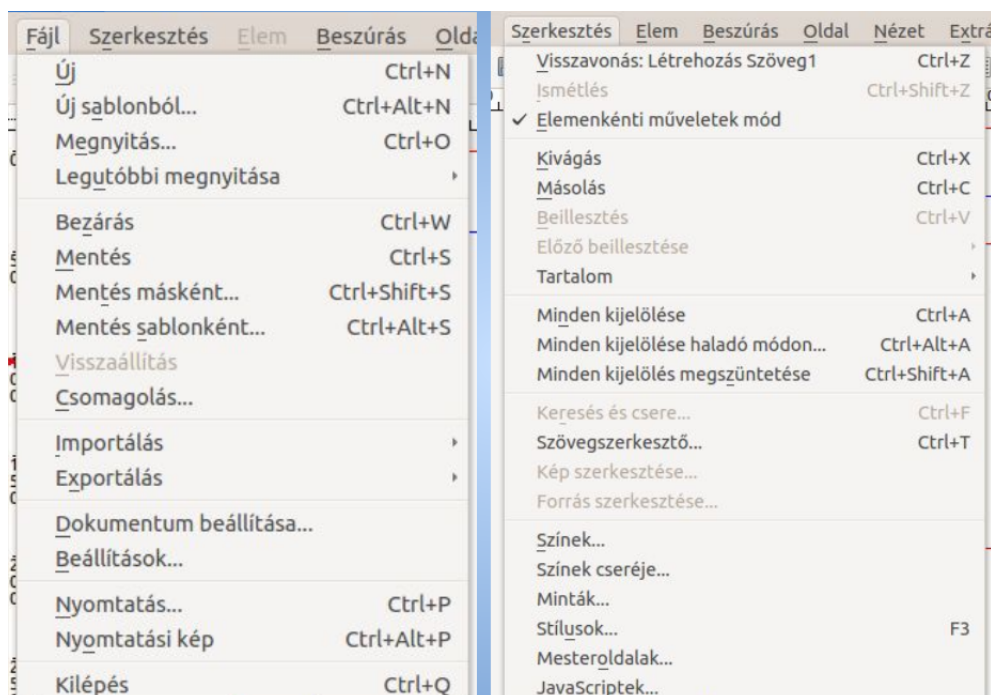 Fájl Szerkesztés Elem Beszúrás
Új Ctrl+N
Új sablonból... Ctrl+Alt+N
Megnyitás... Ctrl+O
Legutóbbi megnyitása
Bezárás Ctrl+W
Mentés Ctrl+S
Mentés másként... Ctrl+Shift+S
Mentés sablonként... Ctrl+Alt+S
Visszaállítás
Csomagolás...
Importálás
Exportálás
Dokumentum beállítása...
Beállítások...
Nyomtatás... Ctrl+P
Nyomtatási kép Ctrl+Alt+P
Kilépés Ctrl+Q
Szerkesztés Elem Beszúrás Oldal Nézet
Visszavonás: Létrehozás Szöveg1 Ctrl+Z
Ismétlés Ctrl+Shift+Z
Elemenkénti műveletek mód
Kivágás Ctrl+X
Másolás Ctrl+C
Beillesztés Ctrl+V
Előző beillesztése
Tartalom
Minden kijelölése Ctrl+A
Minden kijelölése haladó módon... Ctrl+Alt+A
Minden kijelölés megszüntetése Ctrl+Shift+A
Keresés és csere... Ctrl+F
Szövegszerkesztő... Ctrl+T
Kép szerkesztése...
Forrás szerkesztése...
Színek...
Színek cseréje...
Minták...
Stílusok... F3
Mesteroldalak...
JavaScriptek...